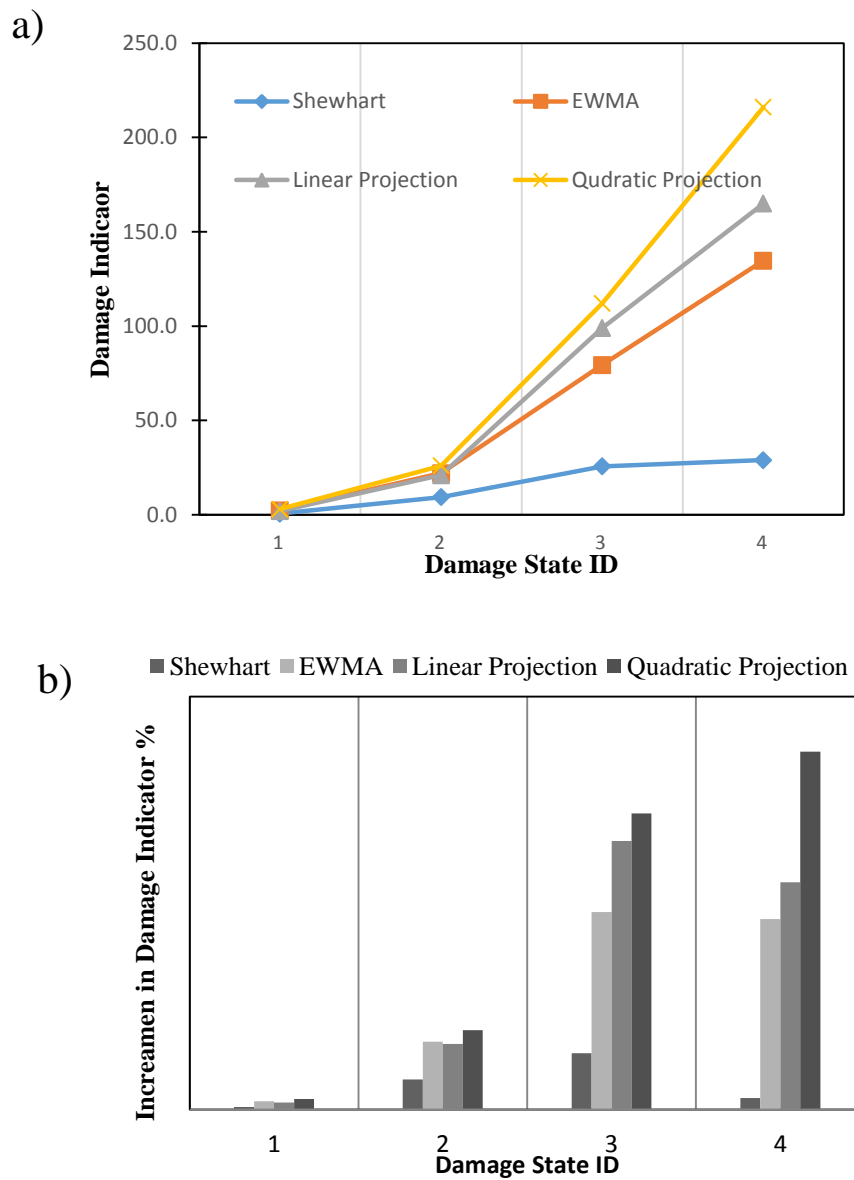 a)
250.0
200.0
150.0
100.0
50.0
0.0
Damage Indicaor
Shewhart
EWMA
Linear Projection
Qudratic Projection
1 2 3 4
Damage State ID
b)
Shewhart EWMA Linear Projection Quadratic Projection
Increamen in Damage Indicator %
1 2 3 4
Damage State ID